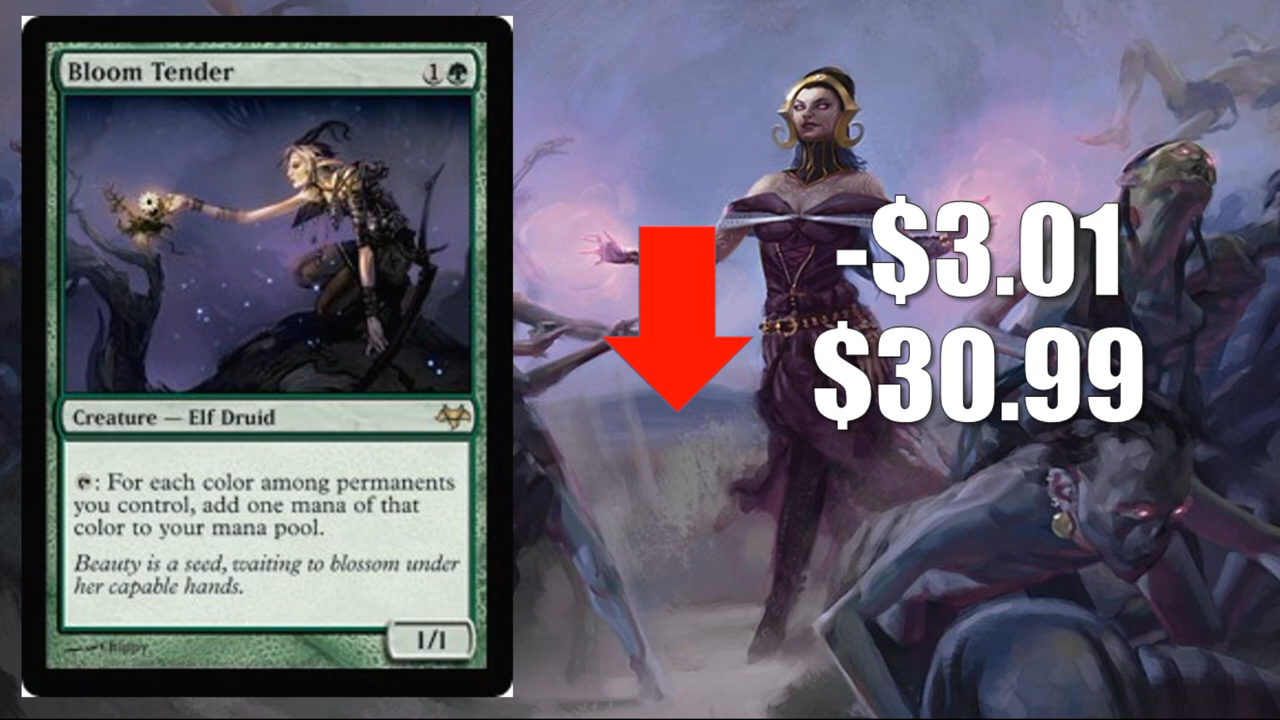 Bloom Tender 1
: For each color among permanents
you control, add one mana of that
color to your mana pool.
Beauty is a seed, waiting to blossom under
her capable hands.
Creature — Elf Druid
Chippy
1/1
-$3.01
$30.99